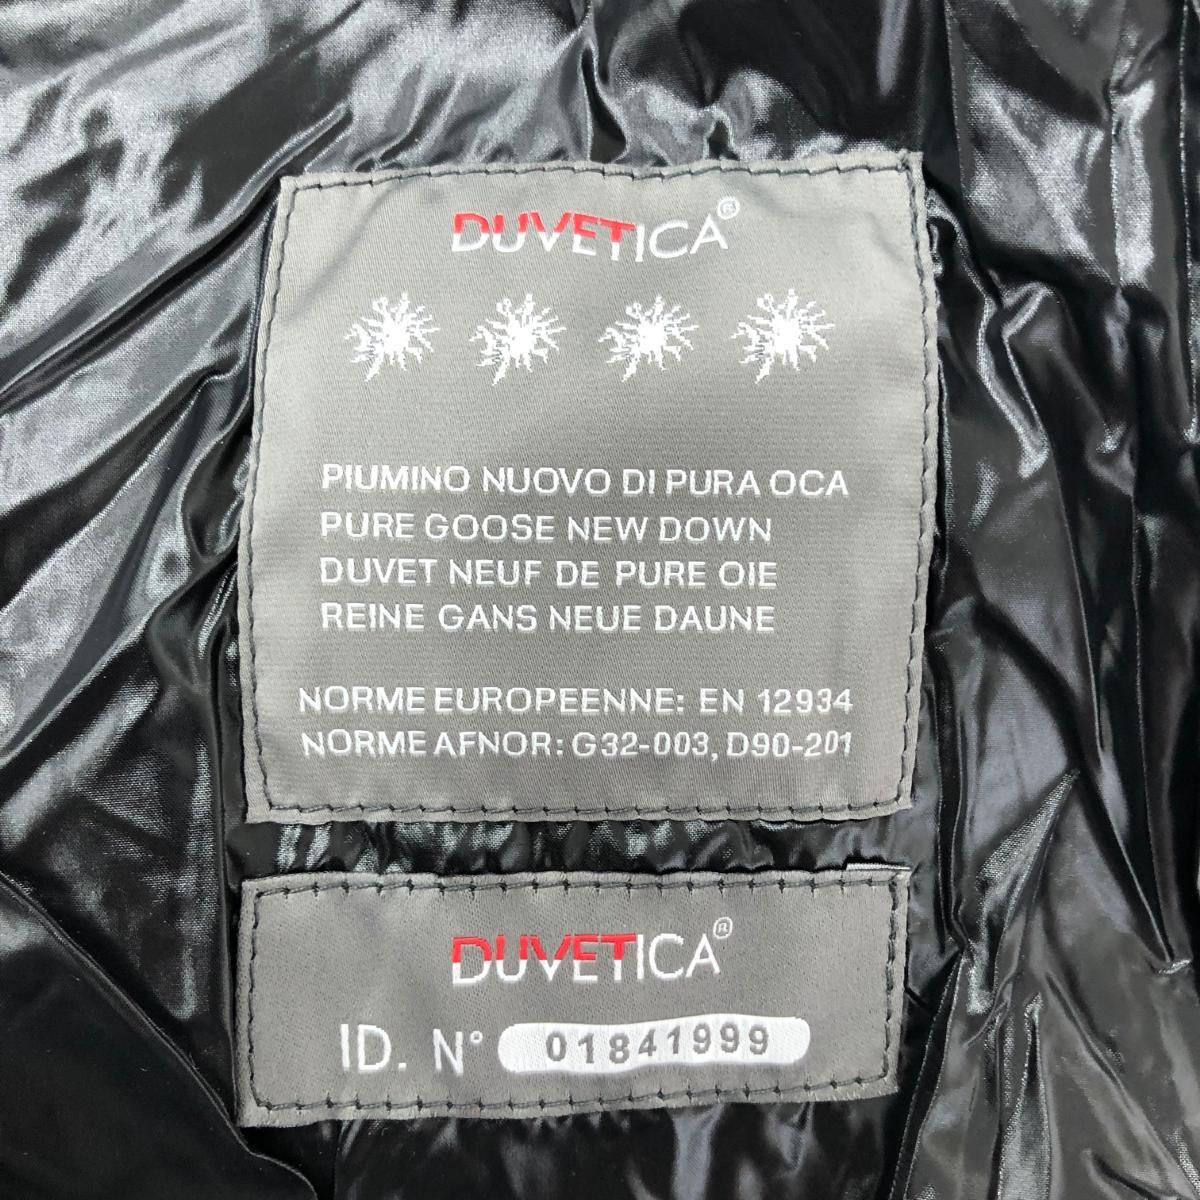 DUVETICA®
PIUMINO NUOVO DI PURA OCA
PURE GOOSE NEW DOWN
DUVET NEUF DE PURE OIE
REINE GANS NEUE DAUNE
NORME EUROPEENNE: EN 12934
NORME AFNOR: G32-003, D90-201
DUVETICA®
ID. N° 01841999